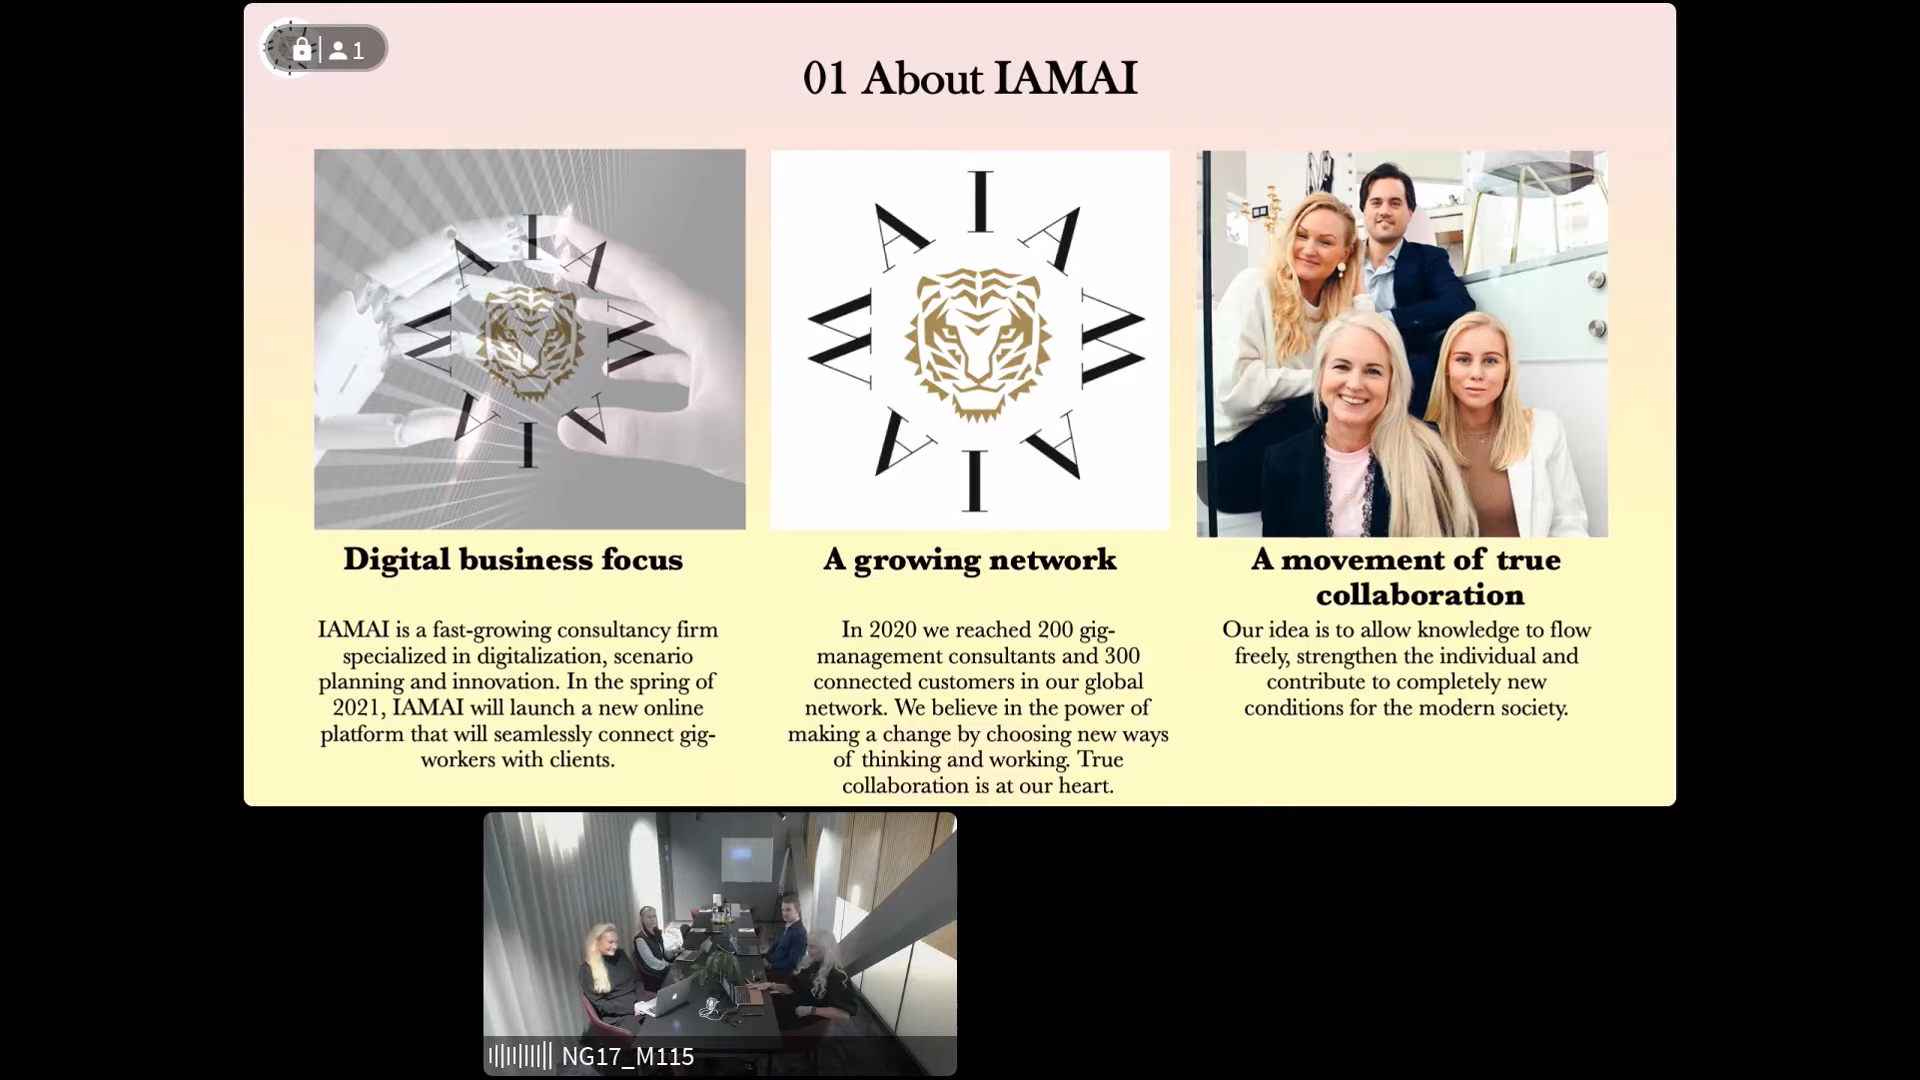 1
01 About IAMAI
Digital business focus
IAMAI is a fast-growing consultancy firm
specialized in digitalization, scenario
planning and innovation. In the spring of
2021, IAMAI will launch a new online
platform that will seamlessly connect gig-
workers with clients.
A growing network
In 2020 we reached 200 gig-
management consultants and 300
connected customers in our global
network. We believe in the power of
making a change by choosing new ways
of thinking and working. True
collaboration is at our heart.
A movement of true
collaboration
Our idea is to allow knowledge to flow
freely, strengthen the individual and
contribute to completely new
conditions for the modern society.
NG17_M115